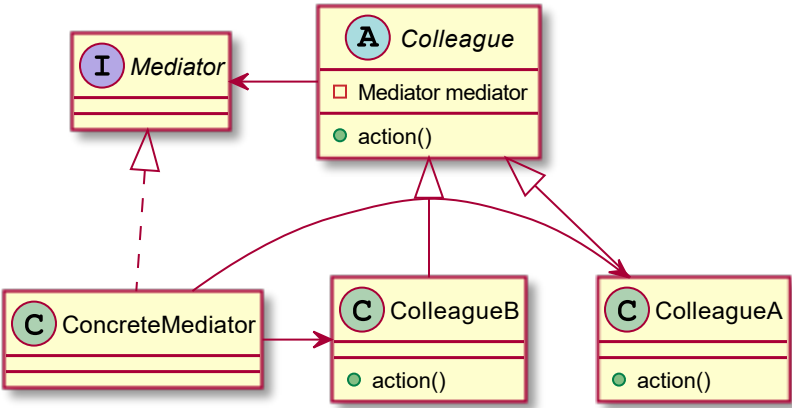 I Mediator
A Colleague
Mediator mediator
action()
C ConcreteMediator
C ColleagueB
action()
C ColleagueA
action()